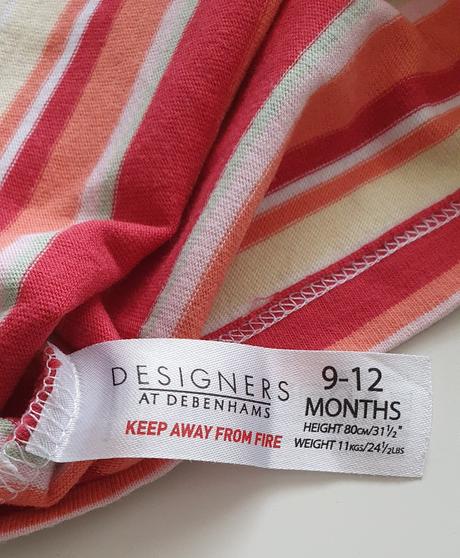 DESIGNERS
AT DEBENHAMS
KEEP AWAY FROM FIRE
9-12
MONTHS
HEIGHT 80CM/31½"
WEIGHT 11KGS/24½LBS